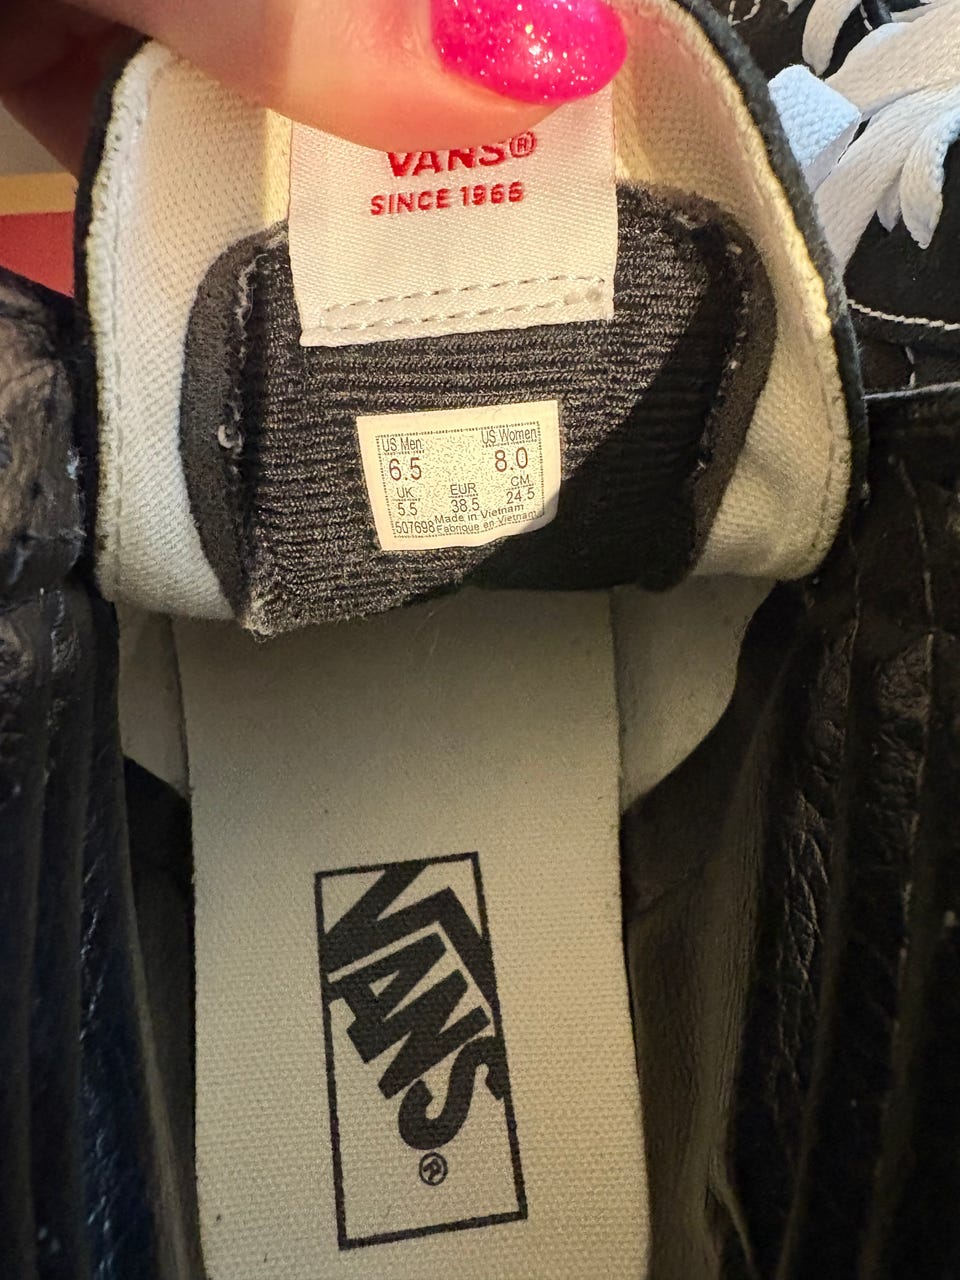 VANS®
SINCE 1966
US Men US Women
6.5 8.0
UK EUR CM
5.5 38.5 24.5
507698 Made in Vietnam
Fabriqué en Vietnam
VANS
®